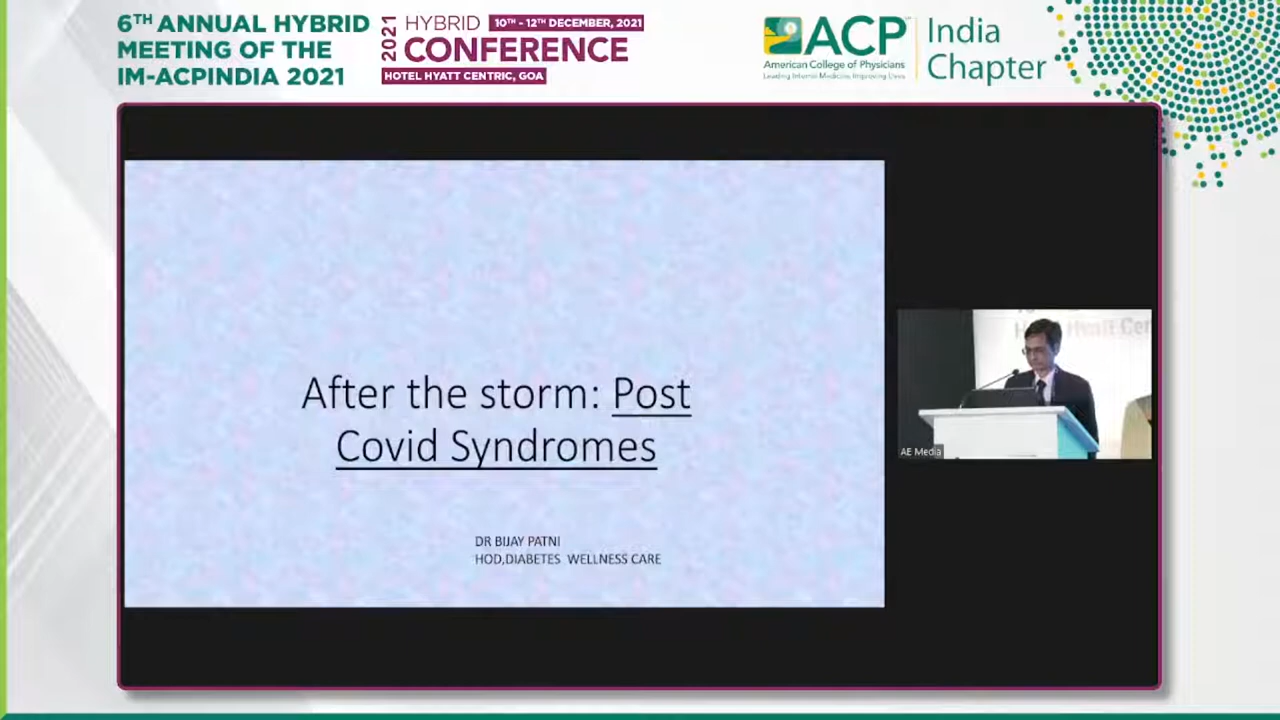 6TH ANNUAL HYBRID
MEETING OF THE
IM-ACPINDIA 2021
2021
HYBRID 10TH - 12TH DECEMBER, 2021
CONFERENCE
HOTEL HYATT CENTRIC, GOA
ACP
American College of Physicians
Leading Internal Medicine, Improving Lives
India
Chapter
After the storm: Post
Covid Syndromes
DR BIJAY PATNI
HOD,DIABETES WELLNESS CARE
AE Media